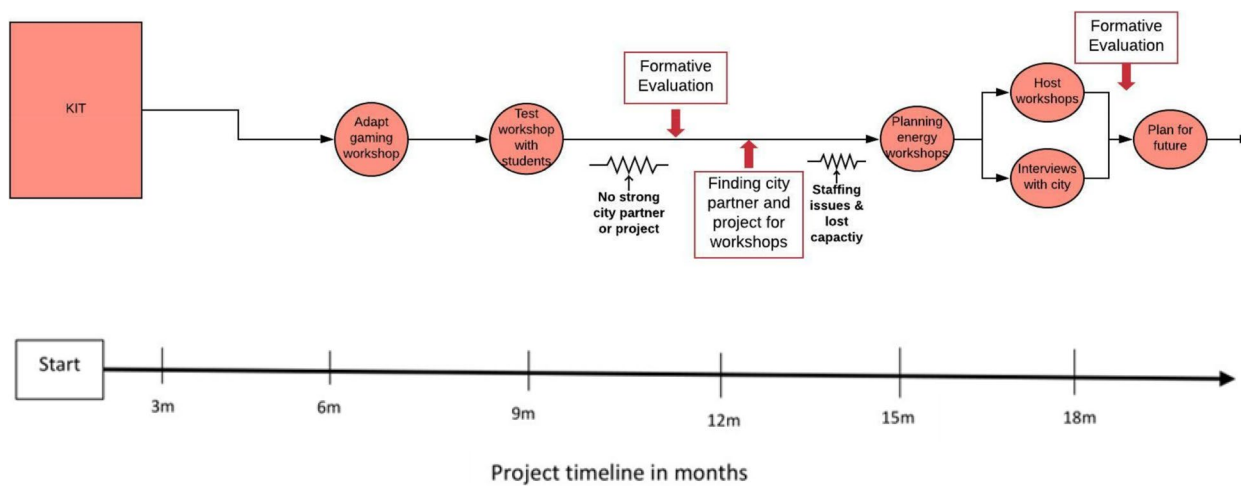 KIT
Adapt
gaming
workshop
Test
workshop
with
students
Formative
Evaluation
No strong
city partner
or project
Finding city
partner and
project for
workshops
Staffing
issues &
lost
capactiy
Planning
energy
workshops
Host
workshops
Interviews
with city
Formative
Evaluation
Plan for
future
Start
3m
6m
9m
12m
15m
18m
Project timeline in months